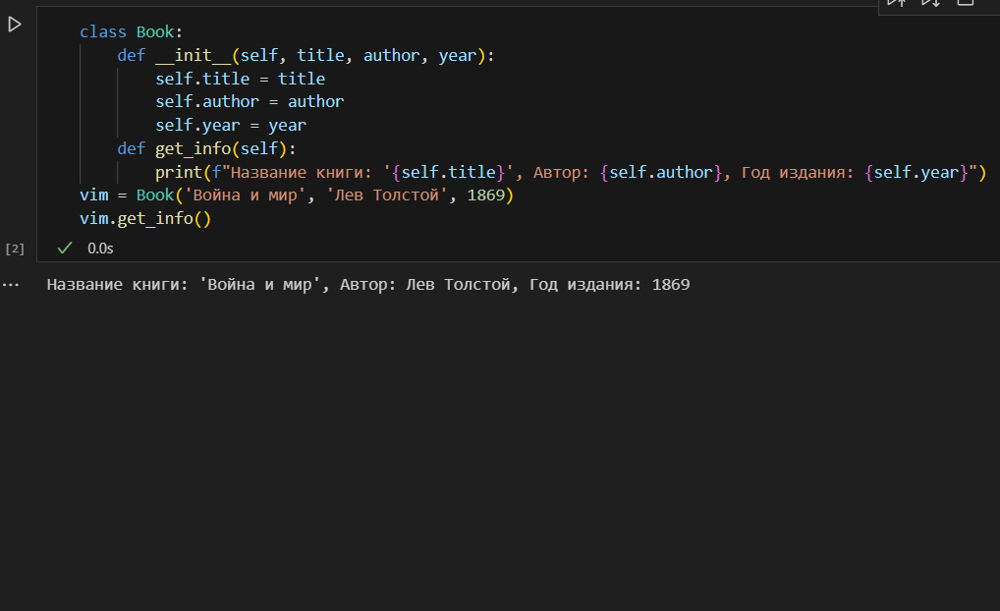 class Book:
    def __init__(self, title, author, year):
        self.title = title
        self.author = author
        self.year = year
    def get_info(self):
        print(f"Название книги: '{self.title}', Автор: {self.author}, Год издания: {self.year}")
vim = Book('Война и мир', 'Лев Толстой', 1869)
vim.get_info()
[2] 0.0s
Название книги: 'Война и мир', Автор: Лев Толстой, Год издания: 1869